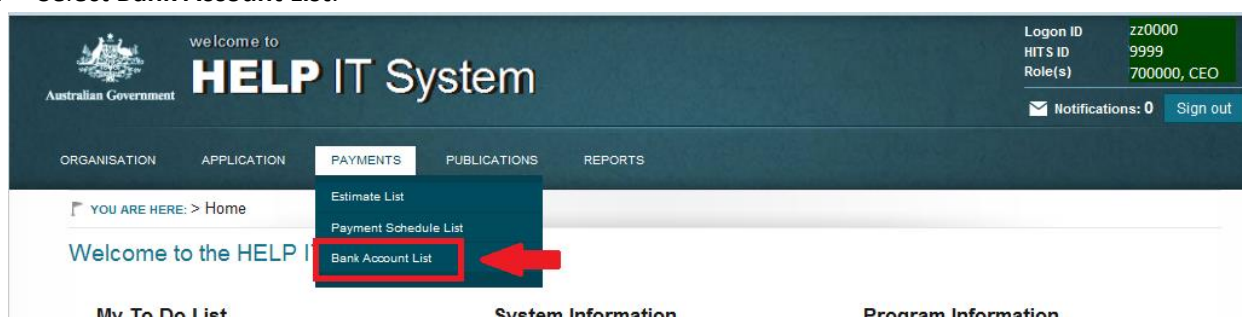 Select Bank Account List.
welcome to
HELP IT System
Australian Government
Logon ID zz0000
HITS ID 9999
Role(s) 700000, CEO
Notifications: 0 Sign out
ORGANISATION APPLICATION PAYMENTS PUBLICATIONS REPORTS
Estimate List
Payment Schedule List
Bank Account List
YOU ARE HERE: > Home
Welcome to the HELP
My To Do List System Information Program Information